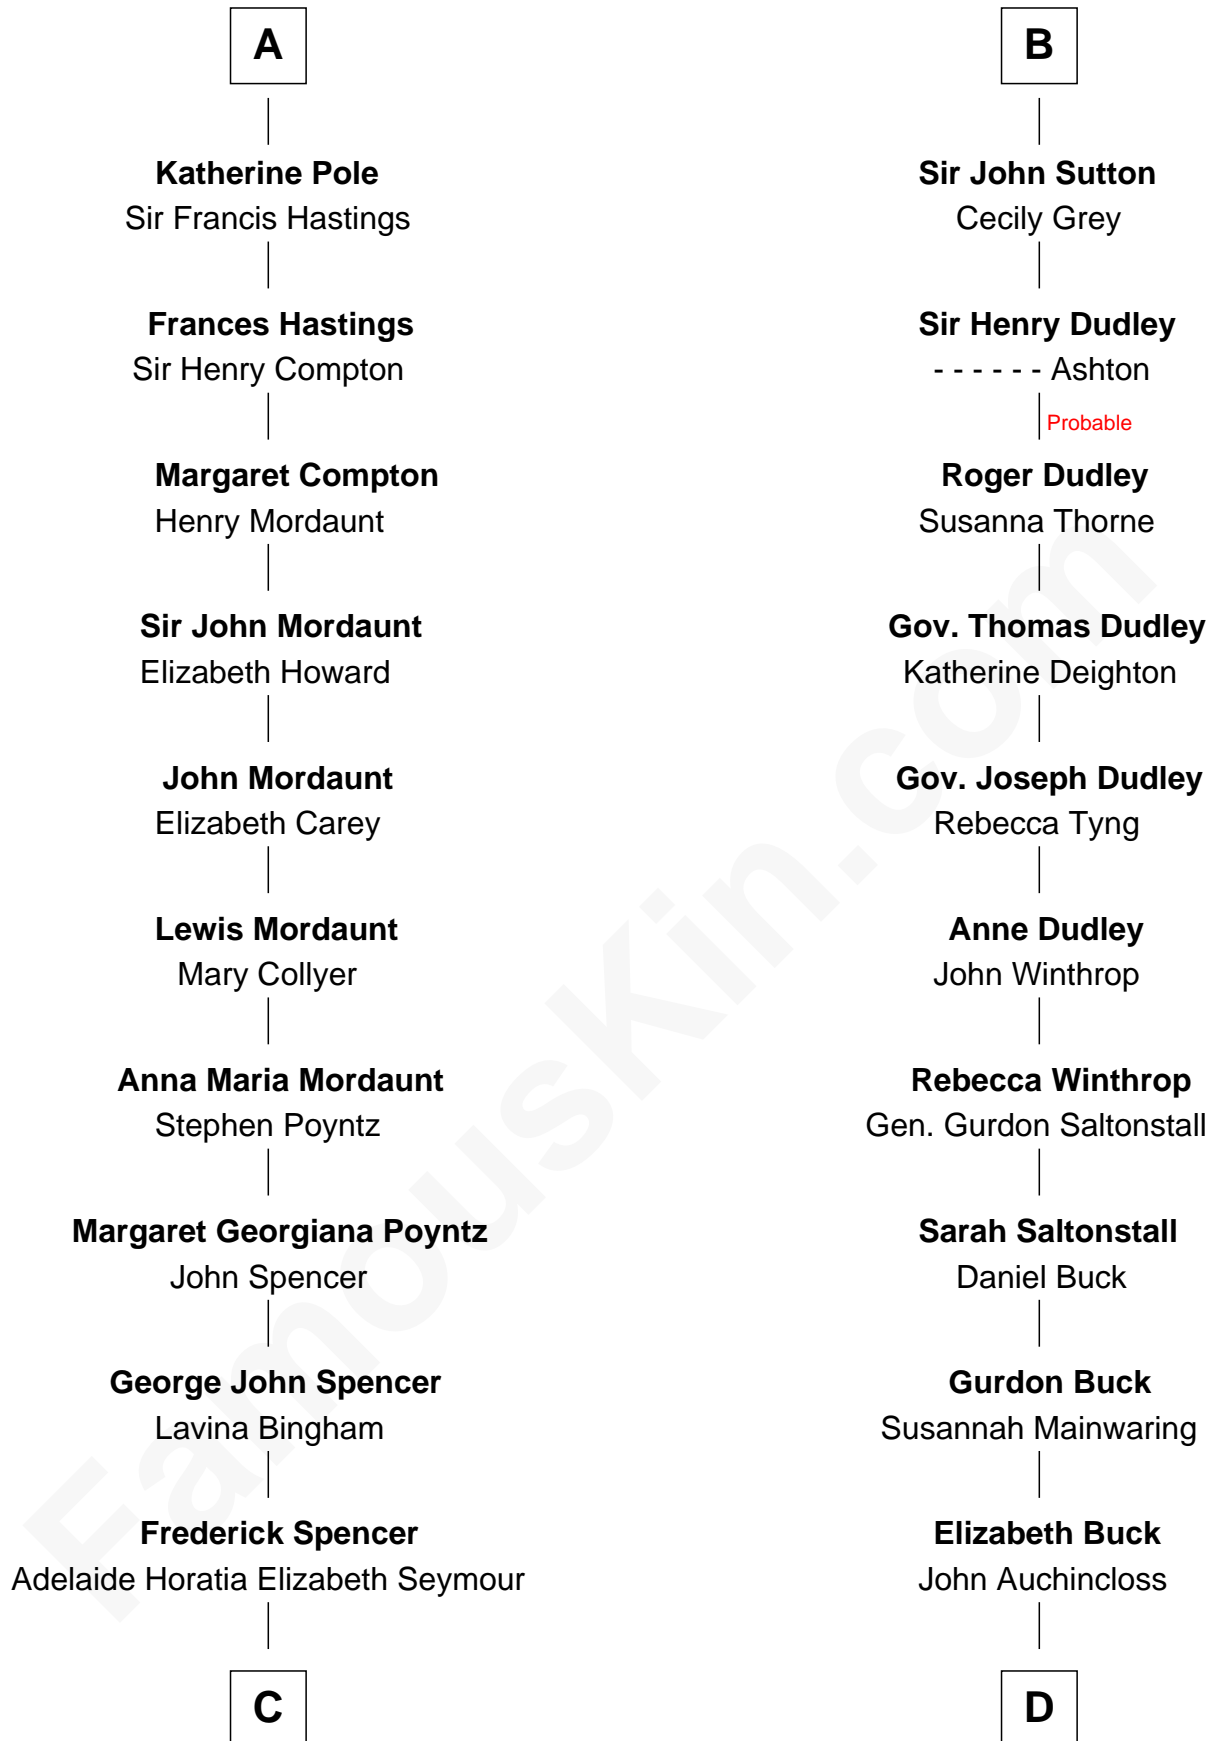 A
Katherine Pole
Sir Francis Hastings
Frances Hastings
Sir Henry Compton
Margaret Compton
Henry Mordaunt
Sir John Mordaunt
Elizabeth Howard
John Mordaunt
Elizabeth Carey
Lewis Mordaunt
Mary Collyer
Anna Maria Mordaunt
Stephen Poyntz
Margaret Georgiana Poyntz
John Spencer
George John Spencer
Lavina Bingham
Frederick Spencer
Adelaide Horatia Elizabeth Seymour
C
B
Sir John Sutton
Cecily Grey
Sir Henry Dudley
- - - - - - Ashton
Probable
Roger Dudley
Susanna Thorne
Gov. Thomas Dudley
Katherine Deighton
Gov. Joseph Dudley
Rebecca Tyng
Anne Dudley
John Winthrop
Rebecca Winthrop
Gen. Gurdon Saltonstall
Sarah Saltonstall
Daniel Buck
Gurdon Buck
Susannah Mainwaring
Elizabeth Buck
John Auchincloss
D
FamousKin.com